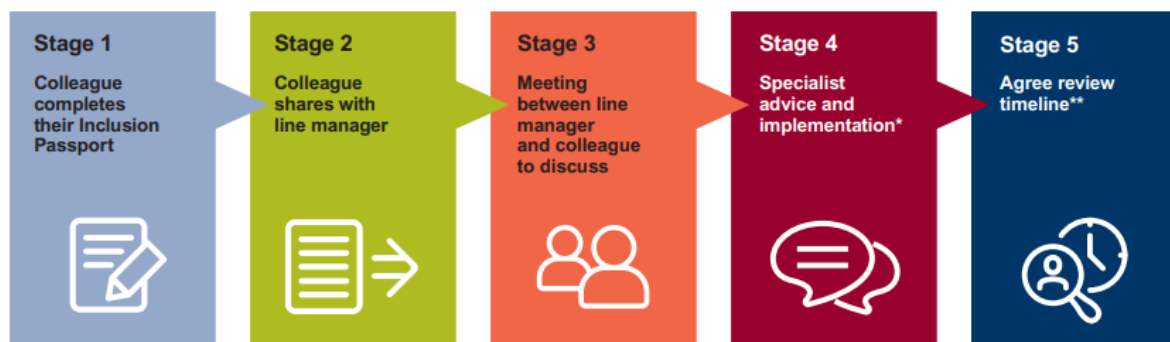 Stage 1
Colleague
completes
their Inclusion
Passport
Stage 2
Colleague
shares with
line manager
Stage 3
Meeting
between line
manager
and colleague
to discuss
Stage 4
Specialist
advice and
implementation*
Stage 5
Agree review
timeline**